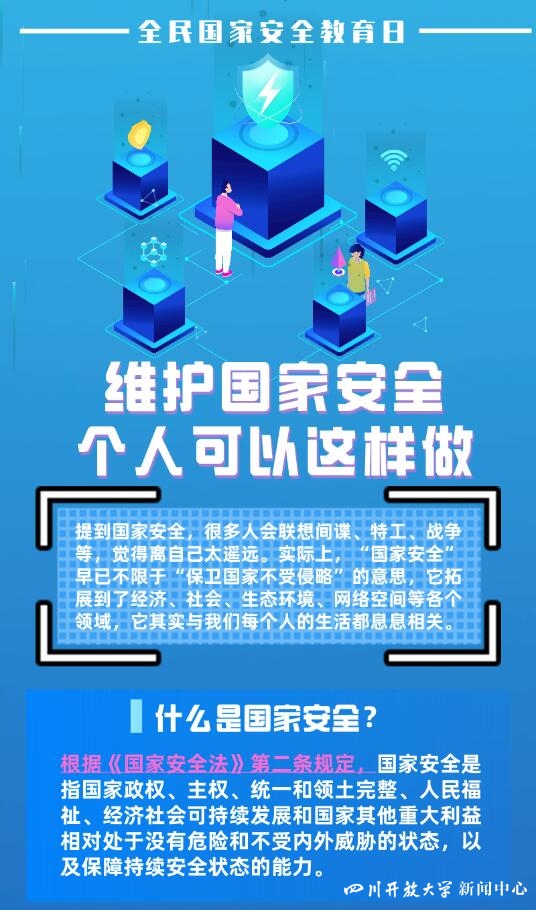 全民国家安全教育日
维护国家安全
个人可以这样做
提到国家安全，很多人会联想间谍、特工、战争
等，觉得离自己太遥远。实际上，“国家安全”
早已不限于“保卫国家不受侵略”的意思，它拓
展到了经济、社会、生态环境、网络空间等各个
领域，它其实与我们每个人的生活都息息相关。
什么是国家安全？
根据《国家安全法》第二条规定，国家安全是
指国家政权、主权、统一和领土完整、人民福
祉、经济社会可持续发展和国家其他重大利益
相对处于没有危险和不受内外威胁的状态，以
及保障持续安全状态的能力。
四川开放大学 新闻中心